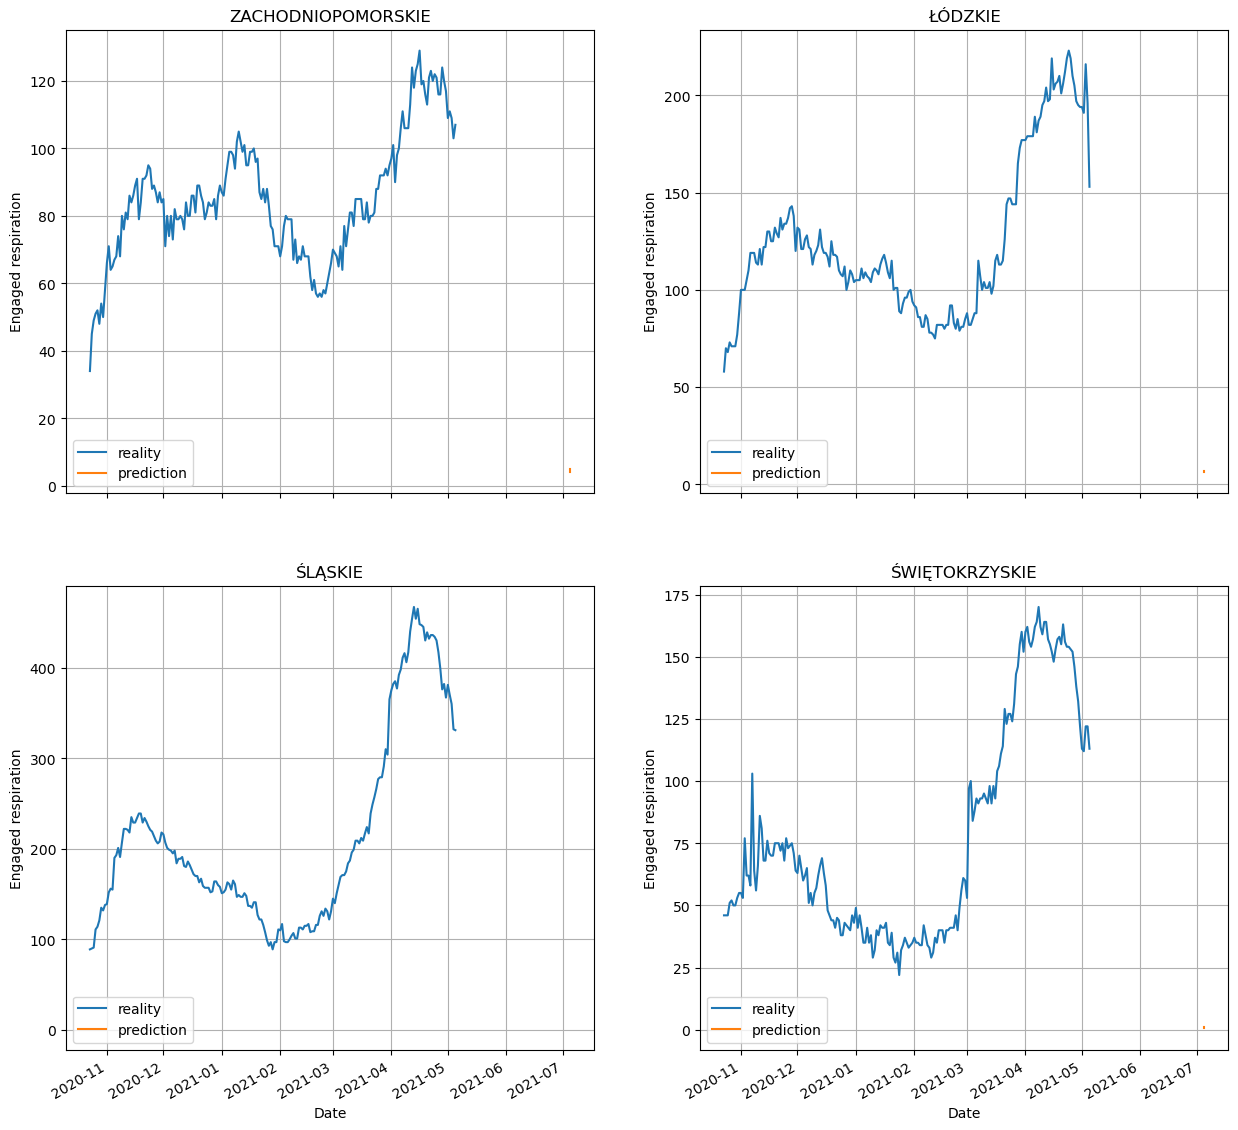 ZACHODNIOPOMORSKIE
Engaged respiration
120
100
80
60
40
20
0
reality
prediction
ŁÓDZKIE
Engaged respiration
200
150
100
50
0
reality
prediction
ŚLĄSKIE
Engaged respiration
400
300
200
100
0
reality
prediction
2020-11
2020-12
2021-01
2021-02
2021-03
2021-04
2021-05
2021-06
2021-07
Date
ŚWIĘTOKRZYSKIE
Engaged respiration
175
150
125
100
75
50
25
0
reality
prediction
2020-11
2020-12
2021-01
2021-02
2021-03
2021-04
2021-05
2021-06
2021-07
Date